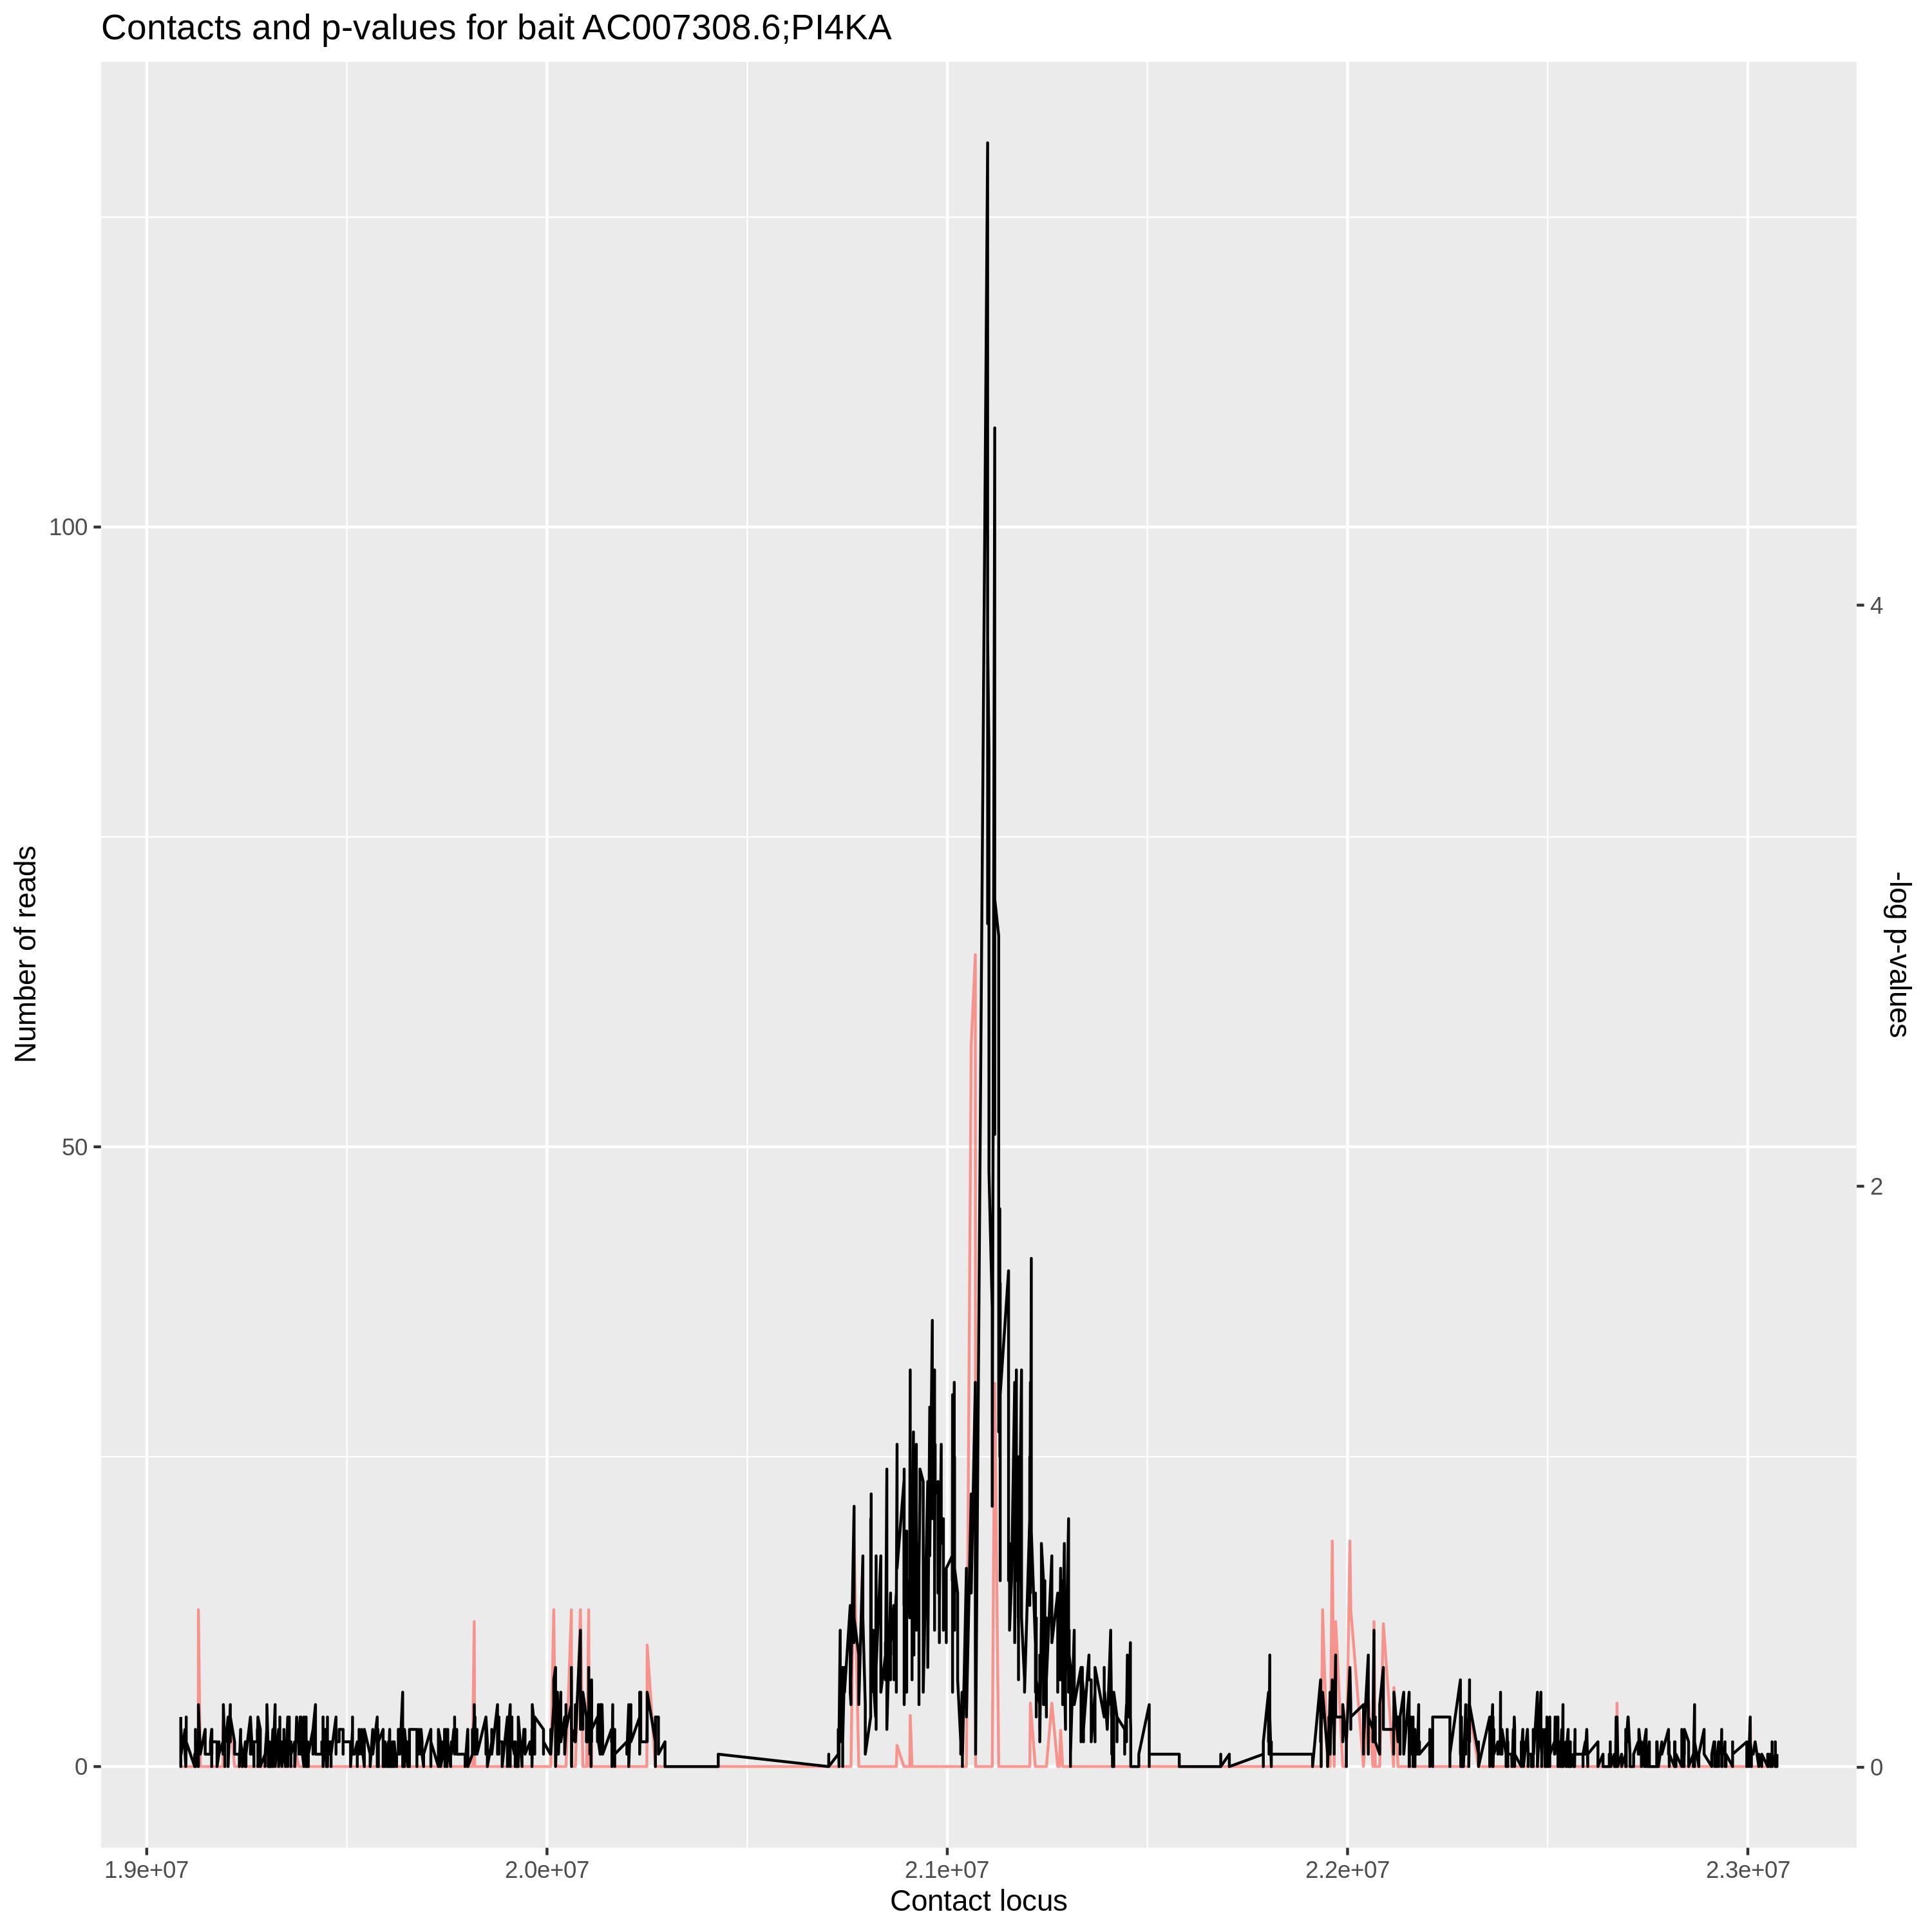 Contacts and p-values for bait AC007308.6;PI4KA
Number of reads
100
50
0
4
2
0
-log p-values
1.9e+07 2.0e+07 2.1e+07 2.2e+07 2.3e+07
Contact locus